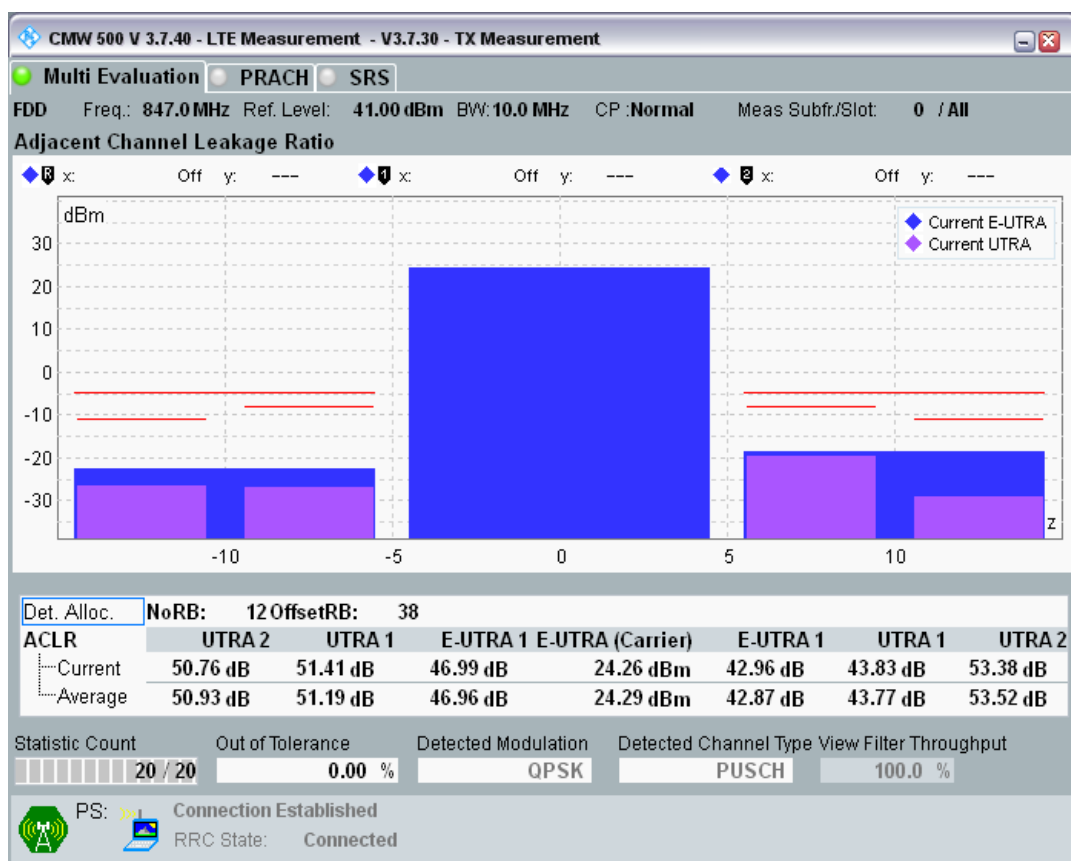 CMW 500 V 3.7.40 - LTE Measurement - V3.7.30 - TX Measurement
Multi Evaluation PRACH SRS
FDD Freq.: 847.0 MHz Ref. Level: 41.00 dBm BW: 10.0 MHz CP :Normal Meas Subfr./Slot: 0 / All
Adjacent Channel Leakage Ratio
R x: Off y: --- 1 x: Off y: --- 2 x: Off y: ---
dBm
Current E-UTRA
Current UTRA
30
20
10
0
-10
-20
-30
z
-10 -5 0 5 10
Det. Alloc. NoRB: 12 OffsetRB: 38
ACLR UTRA 2 UTRA 1 E-UTRA 1 E-UTRA (Carrier) E-UTRA 1 UTRA 1 UTRA 2
Current 50.76 dB 51.41 dB 46.99 dB 24.26 dBm 42.96 dB 43.83 dB 53.38 dB
Average 50.93 dB 51.19 dB 46.96 dB 24.29 dBm 42.87 dB 43.77 dB 53.52 dB
Statistic Count Out of Tolerance Detected Modulation Detected Channel Type View Filter Throughput
20 / 20 0.00 % QPSK PUSCH 100.0 %
PS: Connection Established
RRC State: Connected